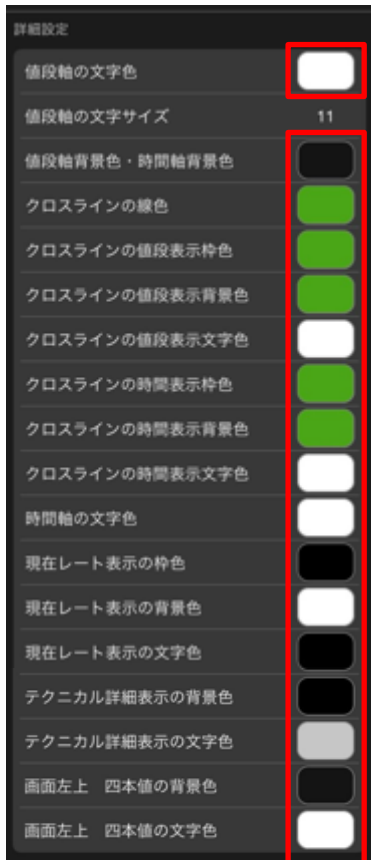 詳細設定
値段軸の文字色
値段軸の文字サイズ 11
値段軸背景色・時間軸背景色
クロスラインの線色
クロスラインの値段表示枠色
クロスラインの値段表示背景色
クロスラインの値段表示文字色
クロスラインの時間表示枠色
クロスラインの時間表示背景色
クロスラインの時間表示文字色
時間軸の文字色
現在レート表示の枠色
現在レート表示の背景色
現在レート表示の文字色
テクニカル詳細表示の背景色
テクニカル詳細表示の文字色
画面左上　四本値の背景色
画面左上　四本値の文字色